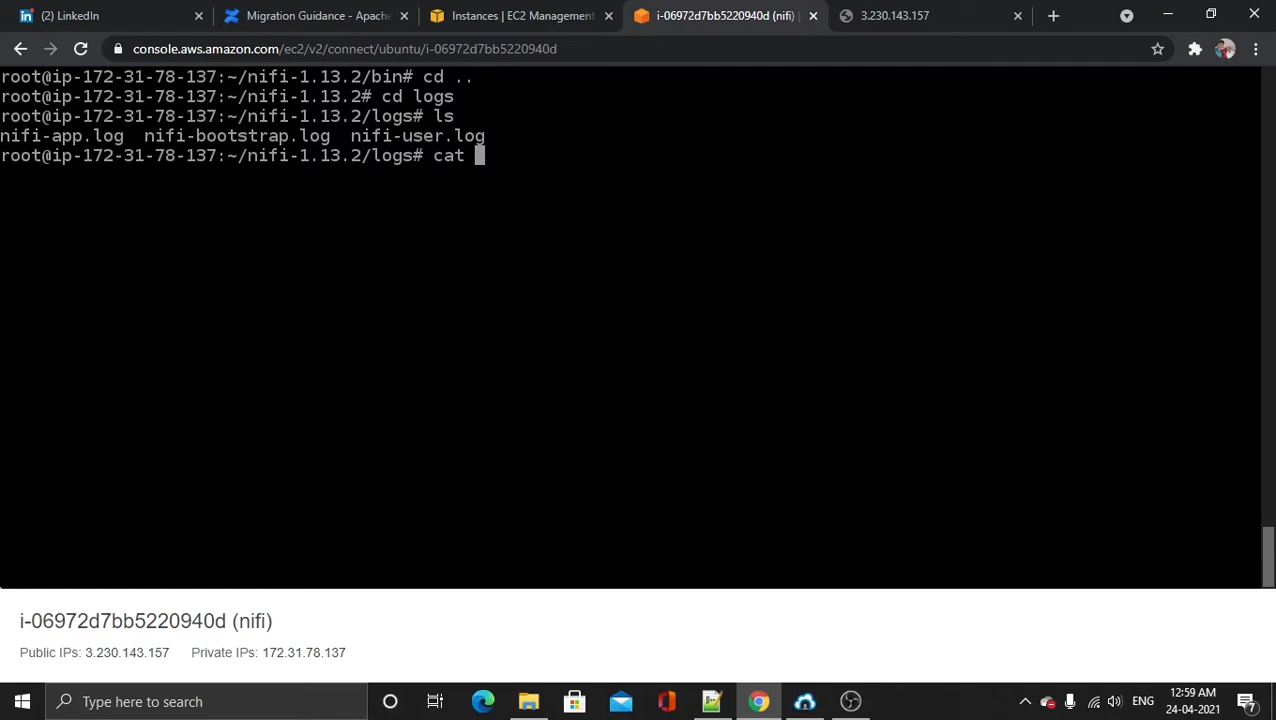 (2) LinkedIn
Migration Guidance - Apache
Instances | EC2 Management
i-06972d7bb5220940d (nifi) |
3.230.143.157
console.aws.amazon.com/ec2/v2/connect/ubuntu/i-06972d7bb5220940d
root@ip-172-31-78-137:~/nifi-1.13.2/bin# cd ..
root@ip-172-31-78-137:~/nifi-1.13.2# cd logs
root@ip-172-31-78-137:~/nifi-1.13.2/logs# ls
nifi-app.log nifi-bootstrap.log nifi-user.log
root@ip-172-31-78-137:~/nifi-1.13.2/logs# cat
i-06972d7bb5220940d (nifi)
Public IPs: 3.230.143.157 Private IPs: 172.31.78.137
Type here to search
ENG
12:59 AM
24-04-2021
7